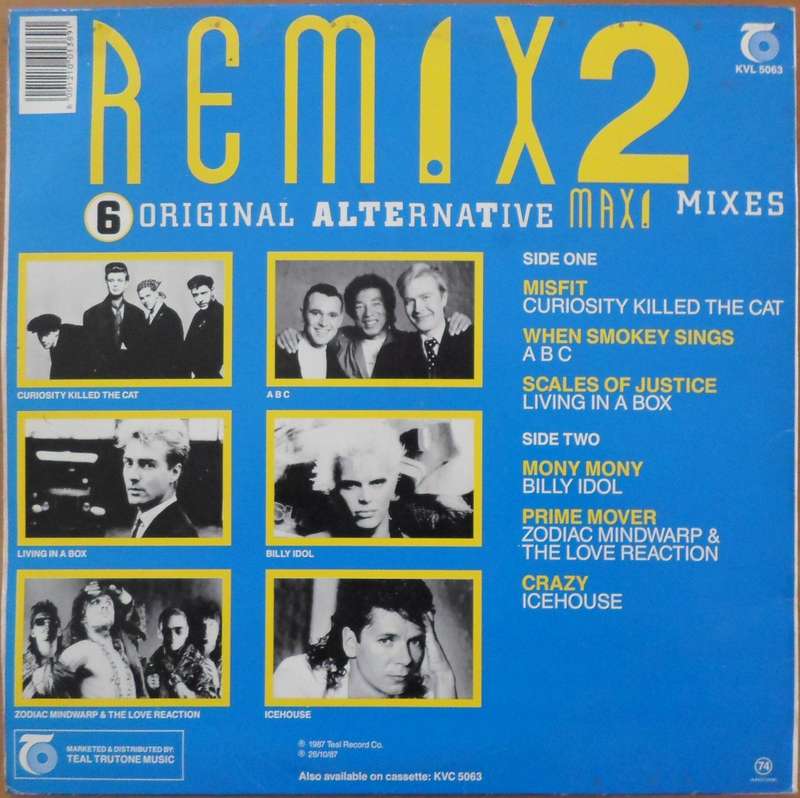 REMIX 2
KVL 5063
6 ORIGINAL ALTERNATIVE MAXI MIXES
SIDE ONE
MISFIT
CURIOSITY KILLED THE CAT
WHEN SMOKEY SINGS
A B C
SCALES OF JUSTICE
LIVING IN A BOX
SIDE TWO
MONY MONY
BILLY IDOL
PRIME MOVER
ZODIAC MINDWARP &
THE LOVE REACTION
CRAZY
ICEHOUSE
CURIOSITY KILLED THE CAT
A B C
LIVING IN A BOX
BILLY IDOL
ZODIAC MINDWARP & THE LOVE REACTION
ICEHOUSE
MARKETED & DISTRIBUTED BY:
TEAL TRUTONE MUSIC
℗ 1987 Teal Record Co.
℗ 26/10/87
Also available on cassette: KVC 5063
74